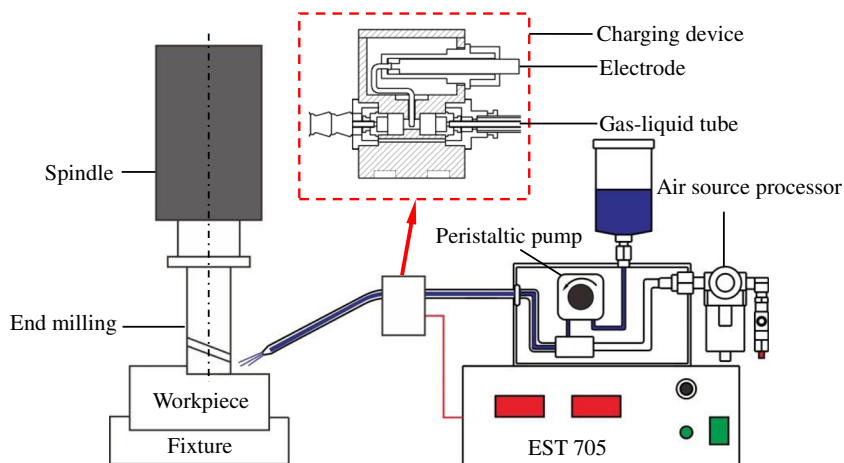 Charging device
Electrode
Gas-liquid tube
Spindle
Air source processor
Peristaltic pump
End milling
Workpiece
Fixture
EST 705